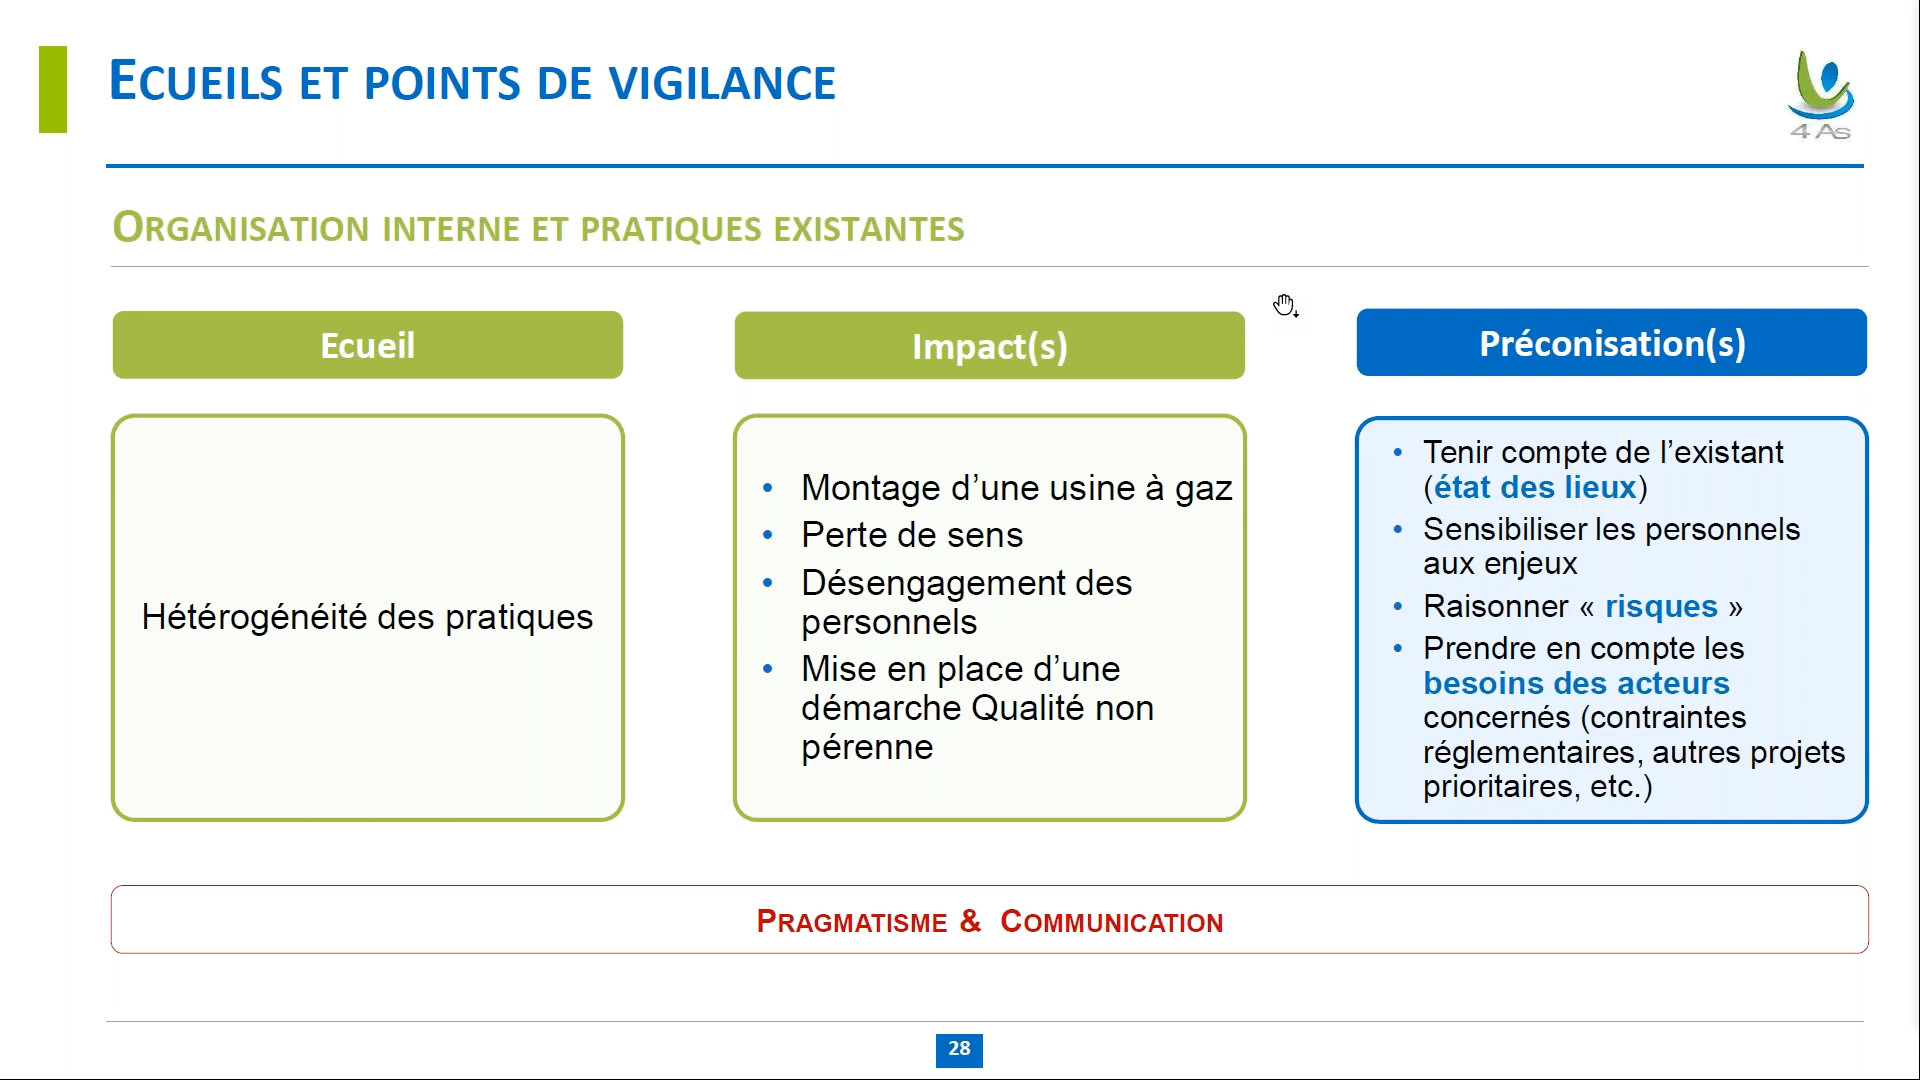 ECUEILS ET POINTS DE VIGILANCE
4 As
ORGANISATION INTERNE ET PRATIQUES EXISTANTES
Ecueil
Hétérogénéité des pratiques
Impact(s)
• Montage d’une usine à gaz
• Perte de sens
• Désengagement des
personnels
• Mise en place d’une
démarche Qualité non
pérenne
Préconisation(s)
• Tenir compte de l’existant
(état des lieux)
• Sensibiliser les personnels
aux enjeux
• Raisonner « risques »
• Prendre en compte les
besoins des acteurs
concernés (contraintes
réglementaires, autres projets
prioritaires, etc.)
PRAGMATISME & COMMUNICATION
28